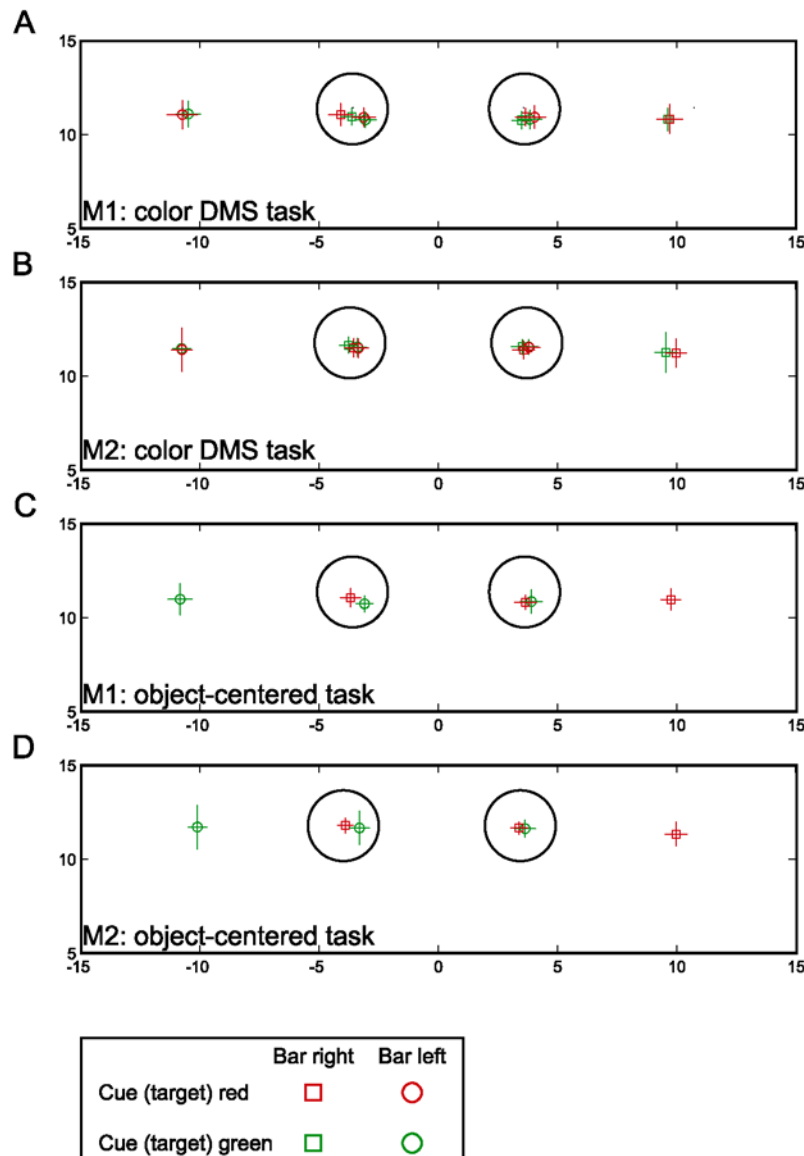 A
15
10
5
M1: color DMS task
-15 -10 -5 0 5 10 15
B
15
10
5
M2: color DMS task
-15 -10 -5 0 5 10 15
C
15
10
5
M1: object-centered task
-15 -10 -5 0 5 10 15
D
15
10
5
M2: object-centered task
-15 -10 -5 0 5 10 15
Bar right Bar left
Cue (target) red
Cue (target) green